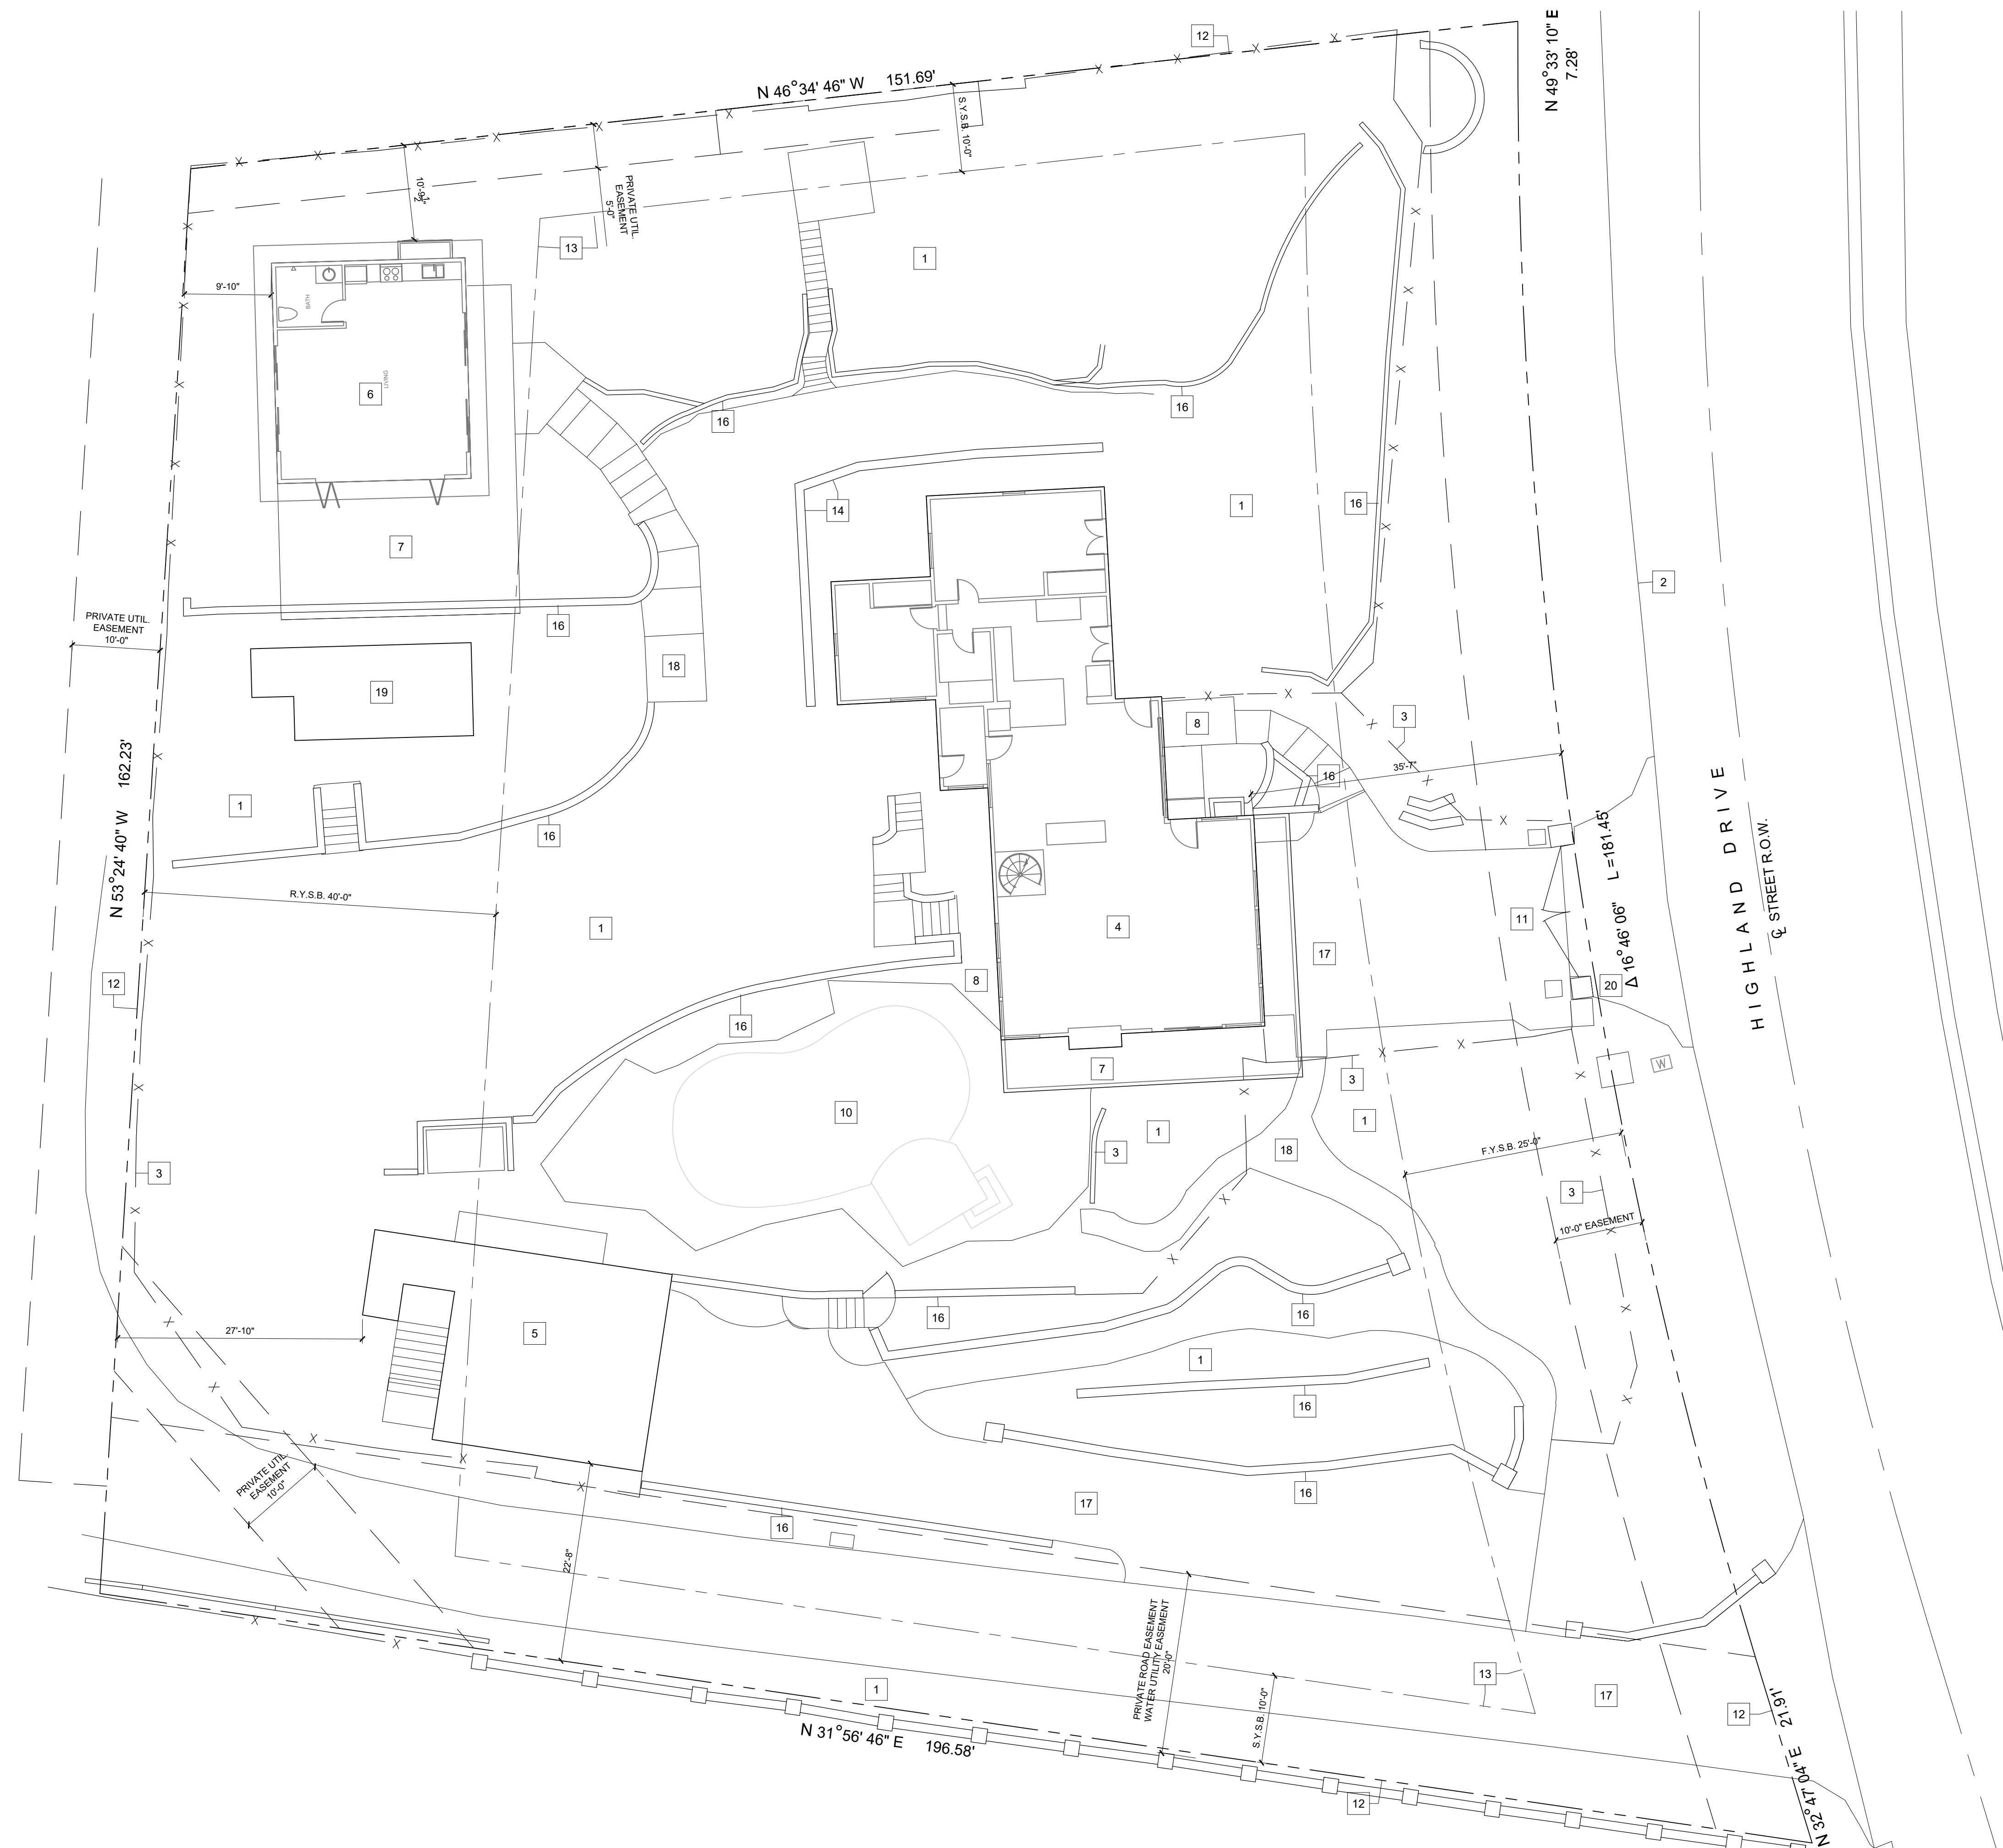 12
N 49°33' 10" E
7.28'
N 46°34' 46" W 151.69'
S.Y.S.B. 10'-0"
10'-9½"
PRIVATE UTIL.
EASEMENT
5'-0"
13
1
9'-10"
BATH
LIVING
6
16
16
14
1
16
7
2
PRIVATE UTIL.
EASEMENT
10'-0"
16
18
19
8
3
35'-7"
16
1
16
N 53°24' 40" W 162.23'
R.Y.S.B. 40'-0"
1
4
11
17
12
8
16
20
Δ 16°46' 06" L=181.45'
HIGHLAND DRIVE
℄ STREET R.O.W.
W
7
3
10
1
1
3
18
F.Y.S.B. 25'-0"
3
3
10'-0" EASEMENT
27'-10"
5
16
16
1
16
PRIVATE UTIL.
EASEMENT
10'-0"
16
17
16
22'-8"
PRIVATE ROAD EASEMENT
WATER UTILITY EASEMENT
20'-0"
S.Y.S.B. 10'-0"
13
17
1
12
N 31°56' 46" E 196.58'
12
N 32°47' 04" E 21.91'